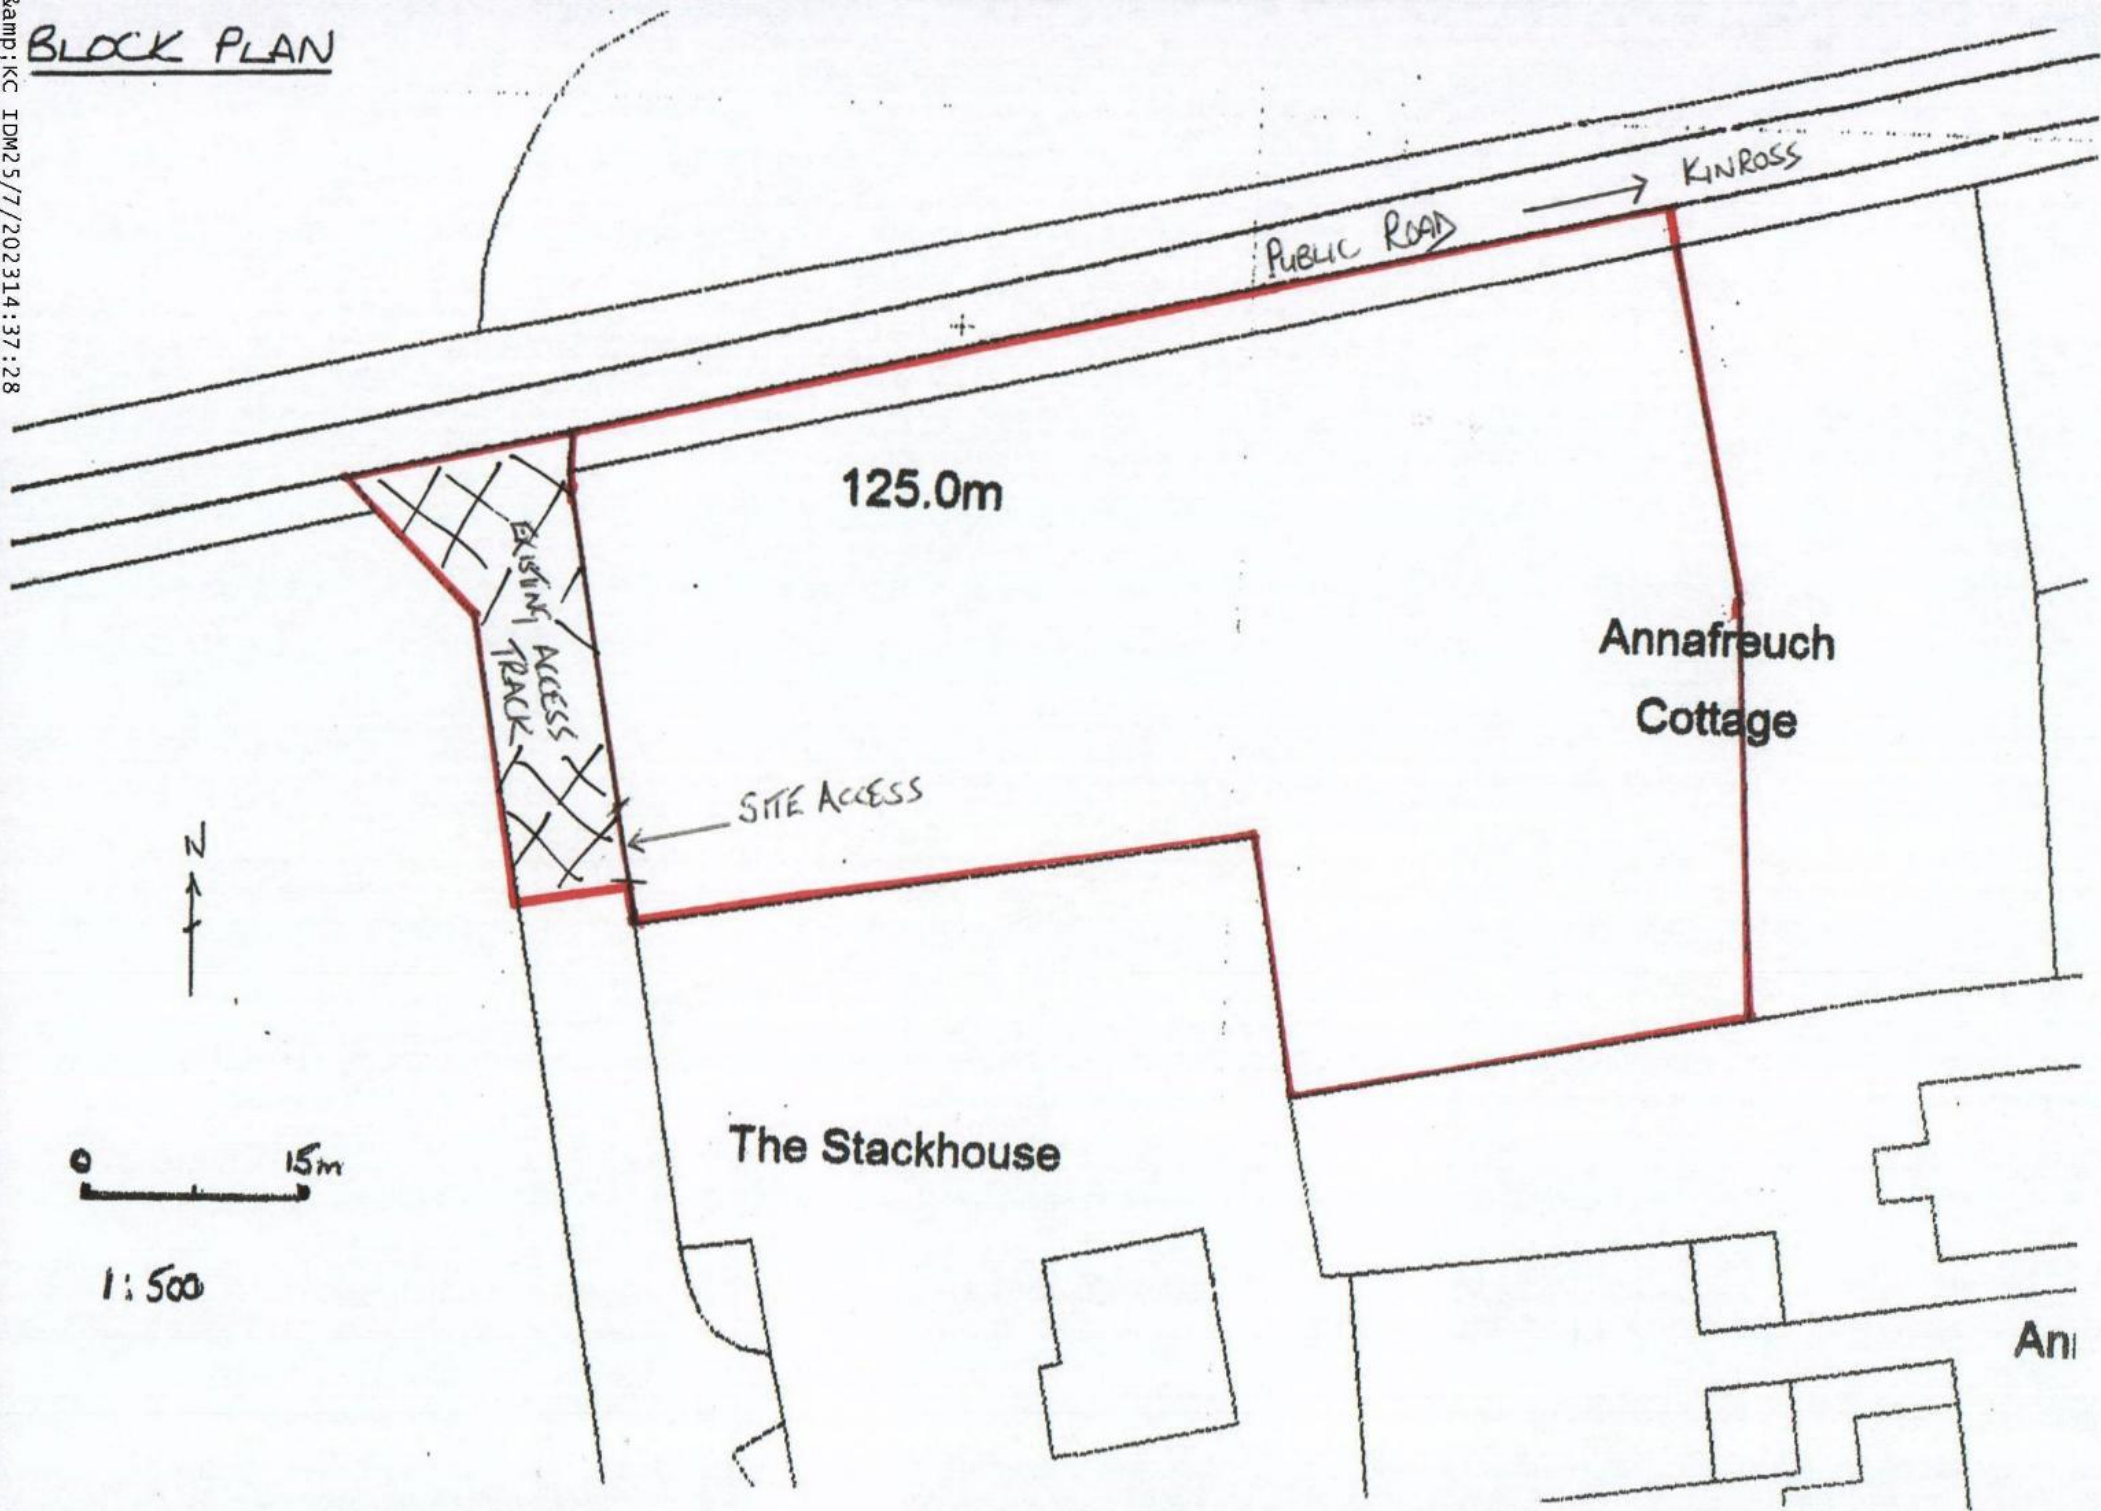 &amp;KC IDM25/7/202314:37:28
BLOCK PLAN
KINROSS
PUBLIC ROAD
125.0m
EXISTING ACCESS
TRACK
Annafreuch
Cottage
SITE ACCESS
N
The Stackhouse
0 15m
1:500
An